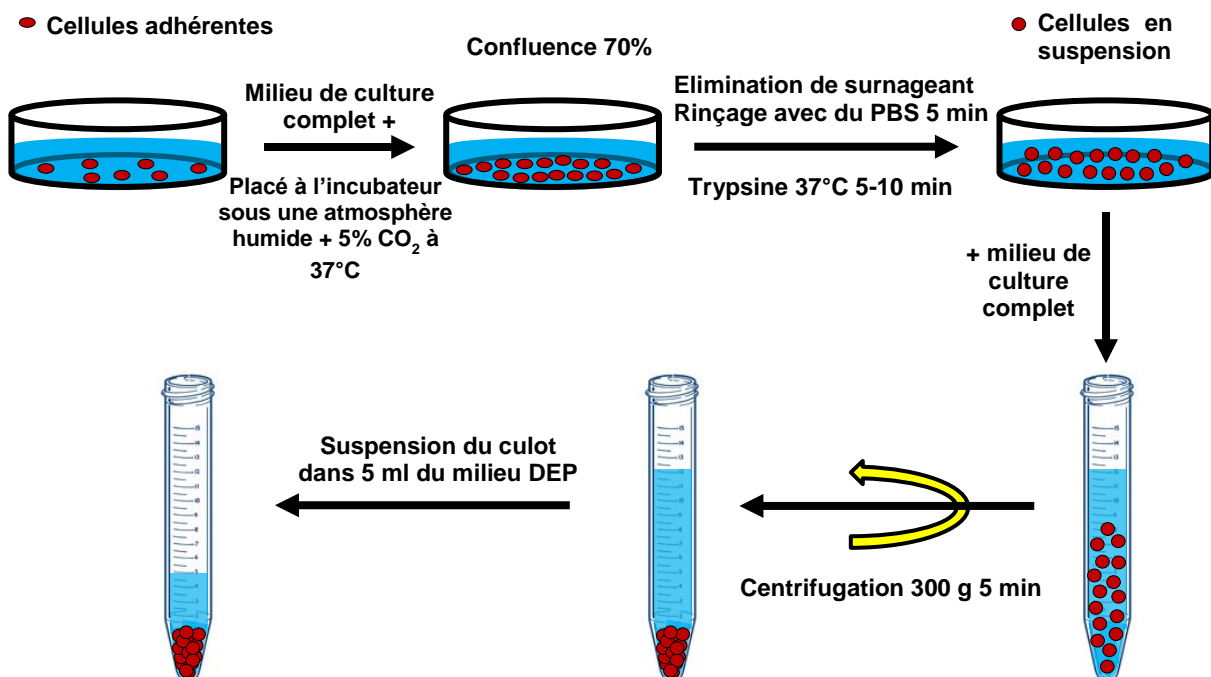 Cellules adhérentes
Confluence 70%
Cellules en
suspension
Milieu de culture
complet +
Placé à l'incubateur
sous une atmosphère
humide + 5% CO₂ à
37°C
Elimination de surnageant
Rinçage avec du PBS 5 min
Trypsine 37°C 5-10 min
+ milieu de
culture
complet
Suspension du culot
dans 5 ml du milieu DEP
Centrifugation 300 g 5 min